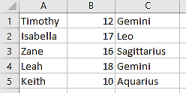 A B C
1 Timothy 12 Gemini
2 Isabella 17 Leo
3 Zane 16 Sagittarius
4 Leah 18 Gemini
5 Keith 10 Aquarius